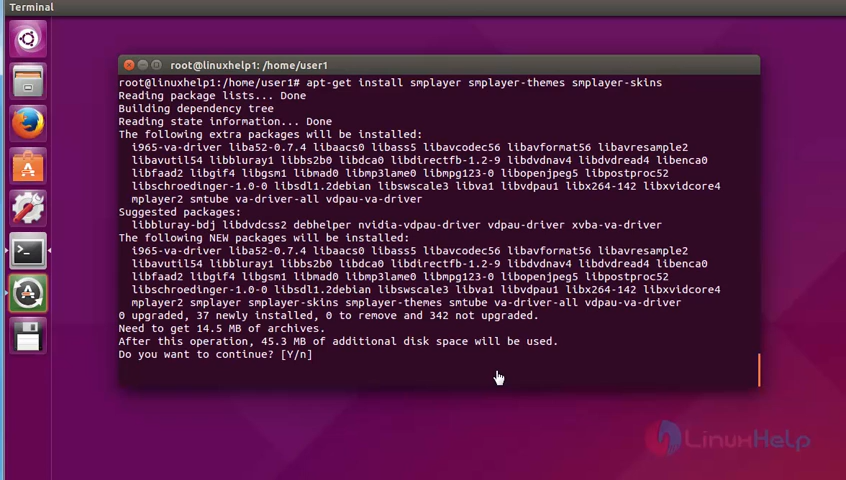 Terminal
root@linuxhelp1: /home/user1
root@linuxhelp1:/home/user1# apt-get install smplayer smplayer-themes smplayer-skins
Reading package lists... Done
Building dependency tree
Reading state information... Done
The following extra packages will be installed:
i965-va-driver liba52-0.7.4 libaacs0 libass5 libavcodec56 libavformat56 libavresample2
libavutil54 libbluray1 libbs2b0 libdca0 libdirectfb-1.2-9 libdvdnav4 libdvdread4 libenca0
libfaad2 libgif4 libgsm1 libmad0 libmp3lame0 libmpg123-0 libopenjpeg5 libpostproc52
libschroedinger-1.0-0 libsdl1.2debian libswscale3 libva1 libvdpau1 libx264-142 libxvidcore4
mplayer2 smtube va-driver-all vdpau-va-driver
Suggested packages:
libbluray-bdj libdvdcss2 debhelper nvidia-vdpau-driver vdpau-driver xvba-va-driver
The following NEW packages will be installed:
i965-va-driver liba52-0.7.4 libaacs0 libass5 libavcodec56 libavformat56 libavresample2
libavutil54 libbluray1 libbs2b0 libdca0 libdirectfb-1.2-9 libdvdnav4 libdvdread4 libenca0
libfaad2 libgif4 libgsm1 libmad0 libmp3lame0 libmpg123-0 libopenjpeg5 libpostproc52
libschroedinger-1.0-0 libsdl1.2debian libswscale3 libva1 libvdpau1 libx264-142 libxvidcore4
mplayer2 smplayer smplayer-skins smplayer-themes smtube va-driver-all vdpau-va-driver
0 upgraded, 37 newly installed, 0 to remove and 342 not upgraded.
Need to get 14.5 MB of archives.
After this operation, 45.3 MB of additional disk space will be used.
Do you want to continue? [Y/n]
LinuxHelp